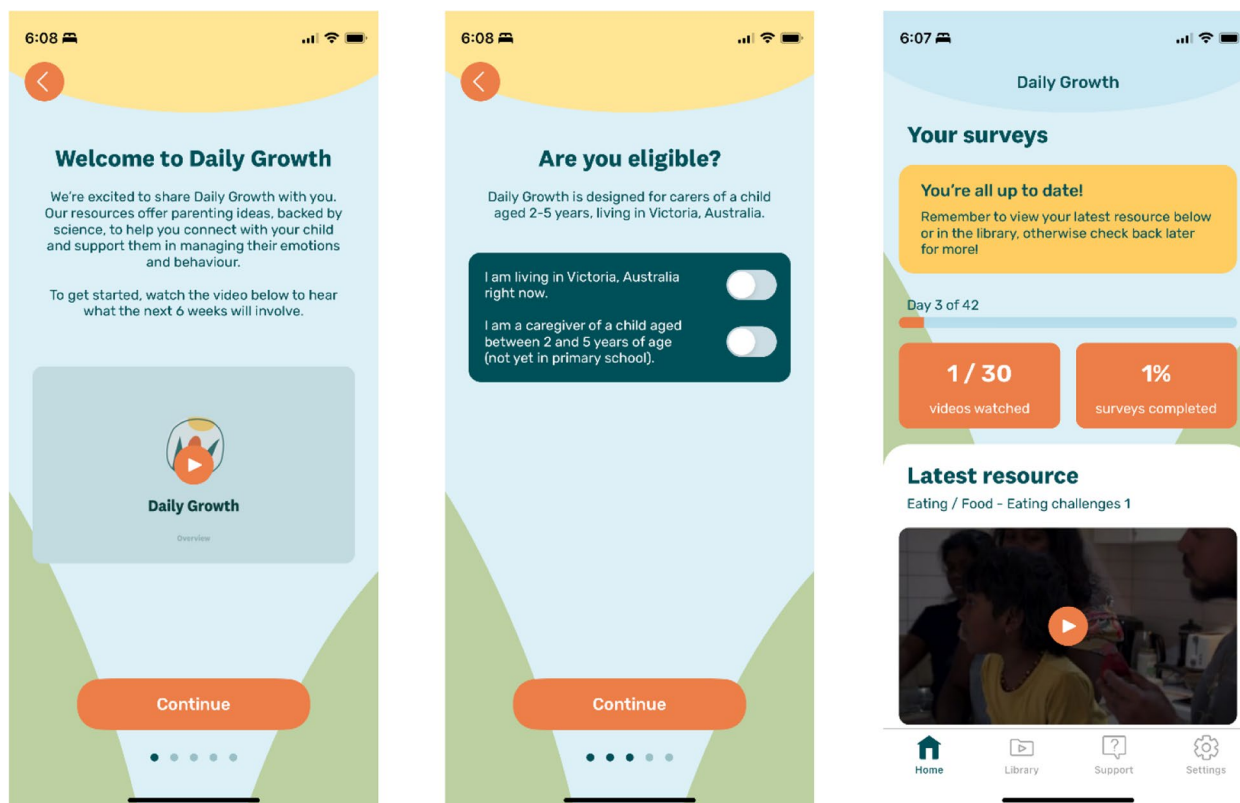 6:08
Welcome to Daily Growth
We're excited to share Daily Growth with you.
Our resources offer parenting ideas, backed by
science, to help you connect with your child
and support them in managing their emotions
and behaviour.
To get started, watch the video below to hear
what the next 6 weeks will involve.
Daily Growth
Overview
Continue
6:08
Are you eligible?
Daily Growth is designed for carers of a child
aged 2-5 years, living in Victoria, Australia.
I am living in Victoria, Australia
right now.
I am a caregiver of a child aged
between 2 and 5 years of age
(not yet in primary school).
Continue
6:07
Daily Growth
Your surveys
You're all up to date!
Remember to view your latest resource below
or in the library, otherwise check back later
for more!
Day 3 of 42
1 / 30
videos watched
1%
surveys completed
Latest resource
Eating / Food - Eating challenges 1
Home
Library
Support
Settings